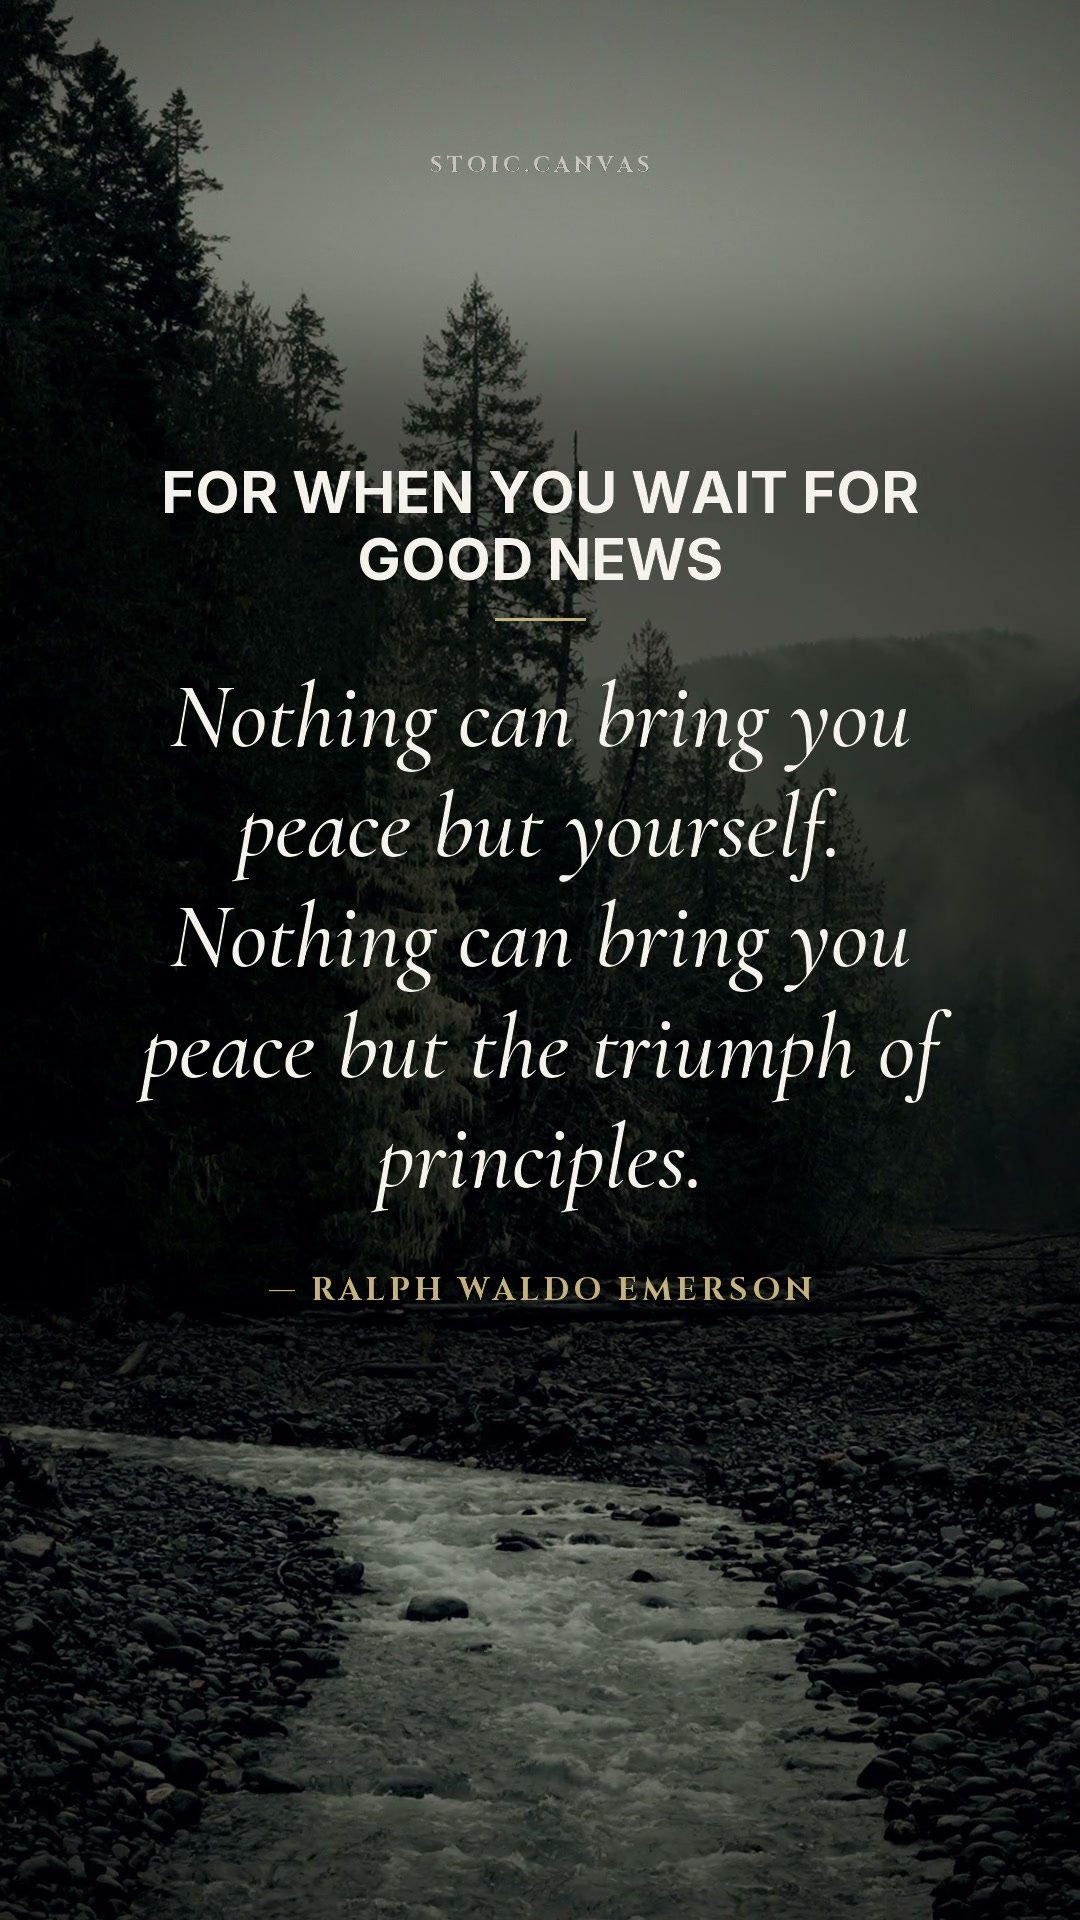 STOIC.CANVAS
FOR WHEN YOU WAIT FOR
GOOD NEWS
Nothing can bring you
peace but yourself.
Nothing can bring you
peace but the triumph of
principles.
— RALPH WALDO EMERSON